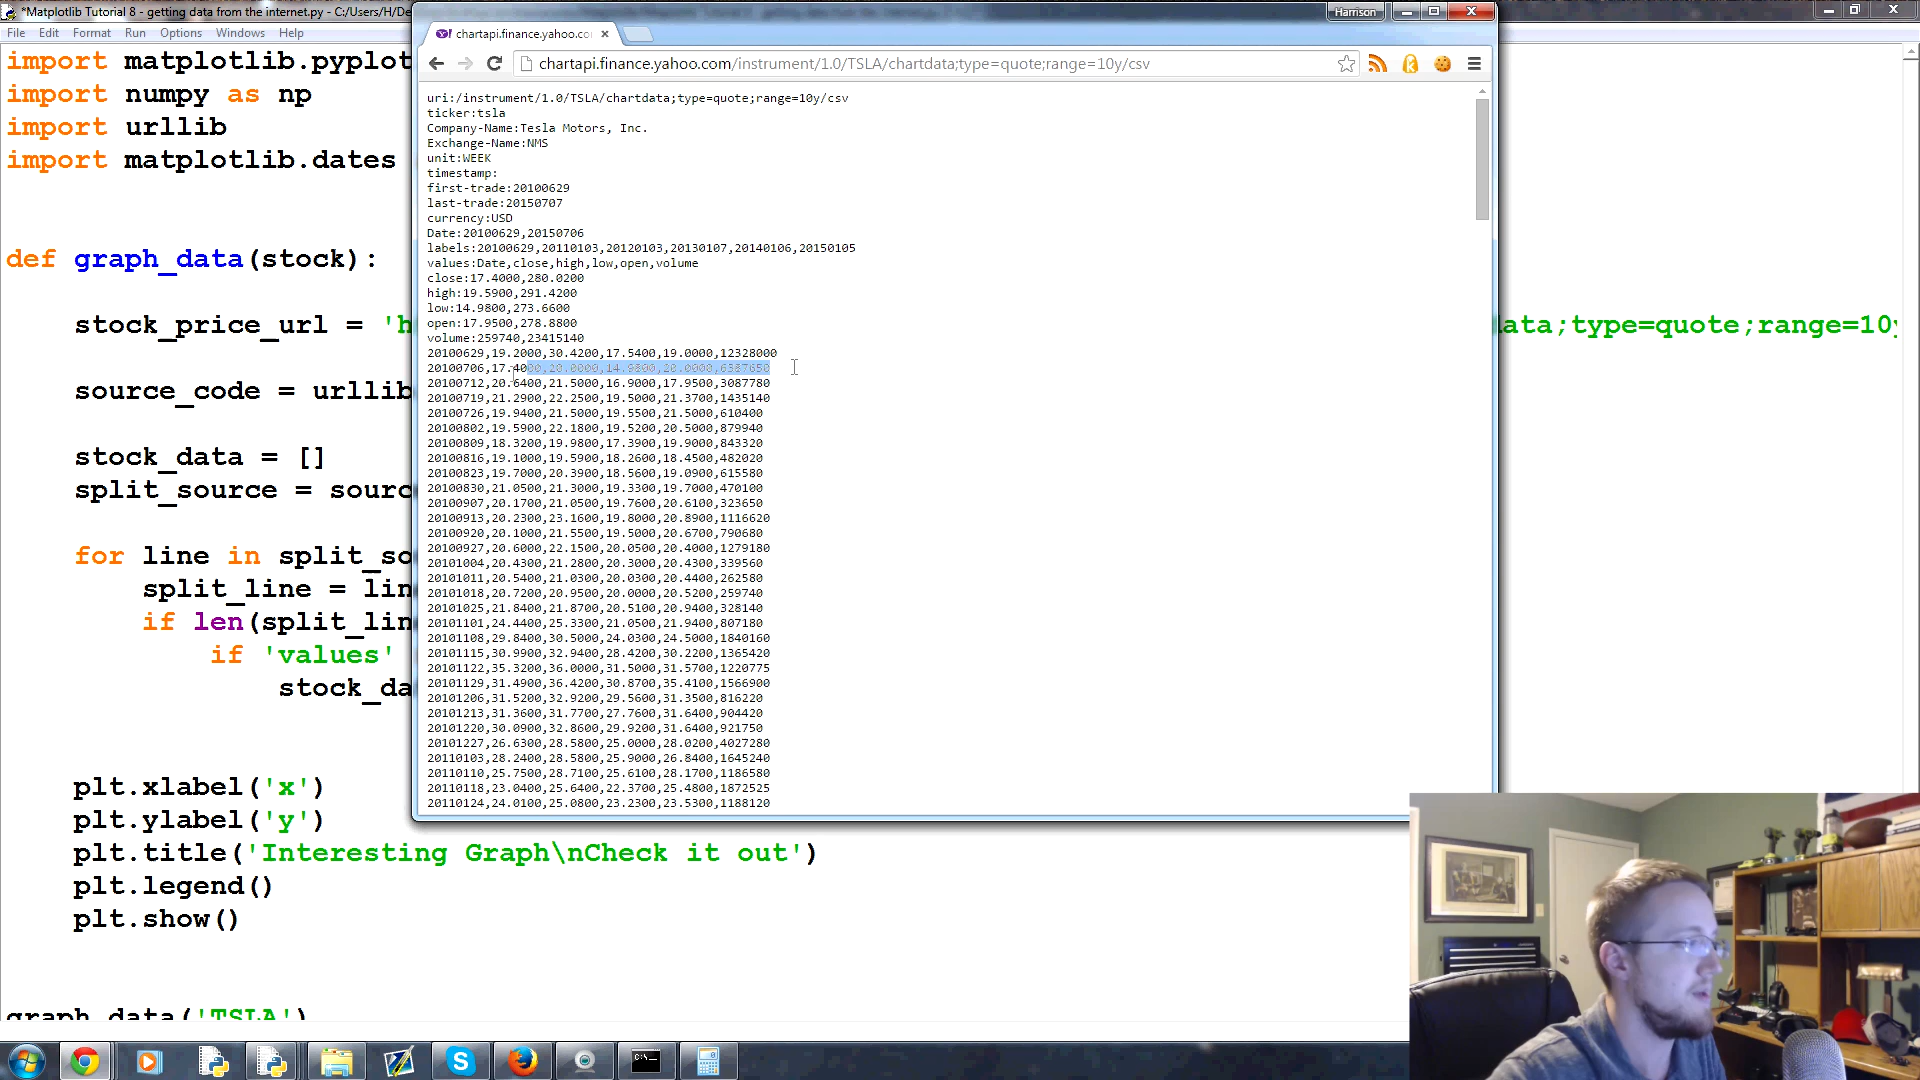 *Matplotlib Tutorial 8 - getting data from the internet.py - C:/Users/H/De
Harrison
File Edit Format Run Options Windows Help
chartapi.finance.yahoo.co
chartapi.finance.yahoo.com/instrument/1.0/TSLA/chartdata;type=quote;range=10y/csv
import matplotlib.pyplot
import numpy as np
import urllib
import matplotlib.dates
def graph_data(stock):
stock_price_url = 'h
ata;type=quote;range=10y
source_code = urllib
stock_data = []
split_source = sourc
for line in split_so
split_line = lin
if len(split_lin
if 'values'
stock_da
plt.xlabel('x')
plt.ylabel('y')
plt.title('Interesting Graph\nCheck it out')
plt.legend()
plt.show()
graph_data('TSLA')
uri:/instrument/1.0/TSLA/chartdata;type=quote;range=10y/csv
ticker:tsla
Company-Name:Tesla Motors, Inc.
Exchange-Name:NMS
unit:WEEK
timestamp:
first-trade:20100629
last-trade:20150707
currency:USD
Date:20100629,20150706
labels:20100629,20110103,20120103,20130107,20140106,20150105
values:Date,close,high,low,open,volume
close:17.4000,280.0200
high:19.5900,291.4200
low:14.9800,273.6600
open:17.9500,278.8800
volume:259740,23415140
20100629,19.2000,30.4200,17.5400,19.0000,12328000
20100706,17.4000,20.0000,14.9800,20.0000,6387650
20100712,20.6400,21.5000,16.9000,17.9500,3087780
20100719,21.2900,22.2500,19.5000,21.3700,1435140
20100726,19.9400,21.5000,19.5500,21.5000,610400
20100802,19.5900,22.1800,19.5200,20.5000,879940
20100809,18.3200,19.9800,17.3900,19.9000,843320
20100816,19.1000,19.5900,18.2600,18.4500,482020
20100823,19.7000,20.3900,18.5600,19.0900,615580
20100830,21.0500,21.3000,19.3300,19.7000,470100
20100907,20.1700,21.0500,19.7600,20.6100,323650
20100913,20.2300,23.1600,19.8000,20.8900,1116620
20100920,20.1000,21.5500,19.5000,20.6700,790680
20100927,20.6000,22.1500,20.0500,20.4000,1279180
20101004,20.4300,21.2800,20.3000,20.4300,339560
20101011,20.5400,21.0300,20.0300,20.4400,262580
20101018,20.7200,20.9500,20.0000,20.5200,259740
20101025,21.8400,21.8700,20.5100,20.9400,328140
20101101,24.4400,25.3300,21.0500,21.9400,807180
20101108,29.8400,30.5000,24.0300,24.5000,1840160
20101115,30.9900,32.9400,28.4200,30.2200,1365420
20101122,35.3200,36.0000,31.5000,31.5700,1220775
20101129,31.4900,36.4200,30.8700,35.4100,1566900
20101206,31.5200,32.9200,29.5600,31.3500,816220
20101213,31.3600,31.7700,27.7600,31.6400,904420
20101220,30.0900,32.8600,29.9200,31.6400,921750
20101227,26.6300,28.5800,25.0000,28.0200,4027280
20110103,28.2400,28.5800,25.9000,26.8400,1645240
20110110,25.7500,28.7100,25.6100,28.1700,1186580
20110118,23.0400,25.6400,22.3700,25.4800,1872525
20110124,24.0100,25.0800,23.2300,23.5300,1188120